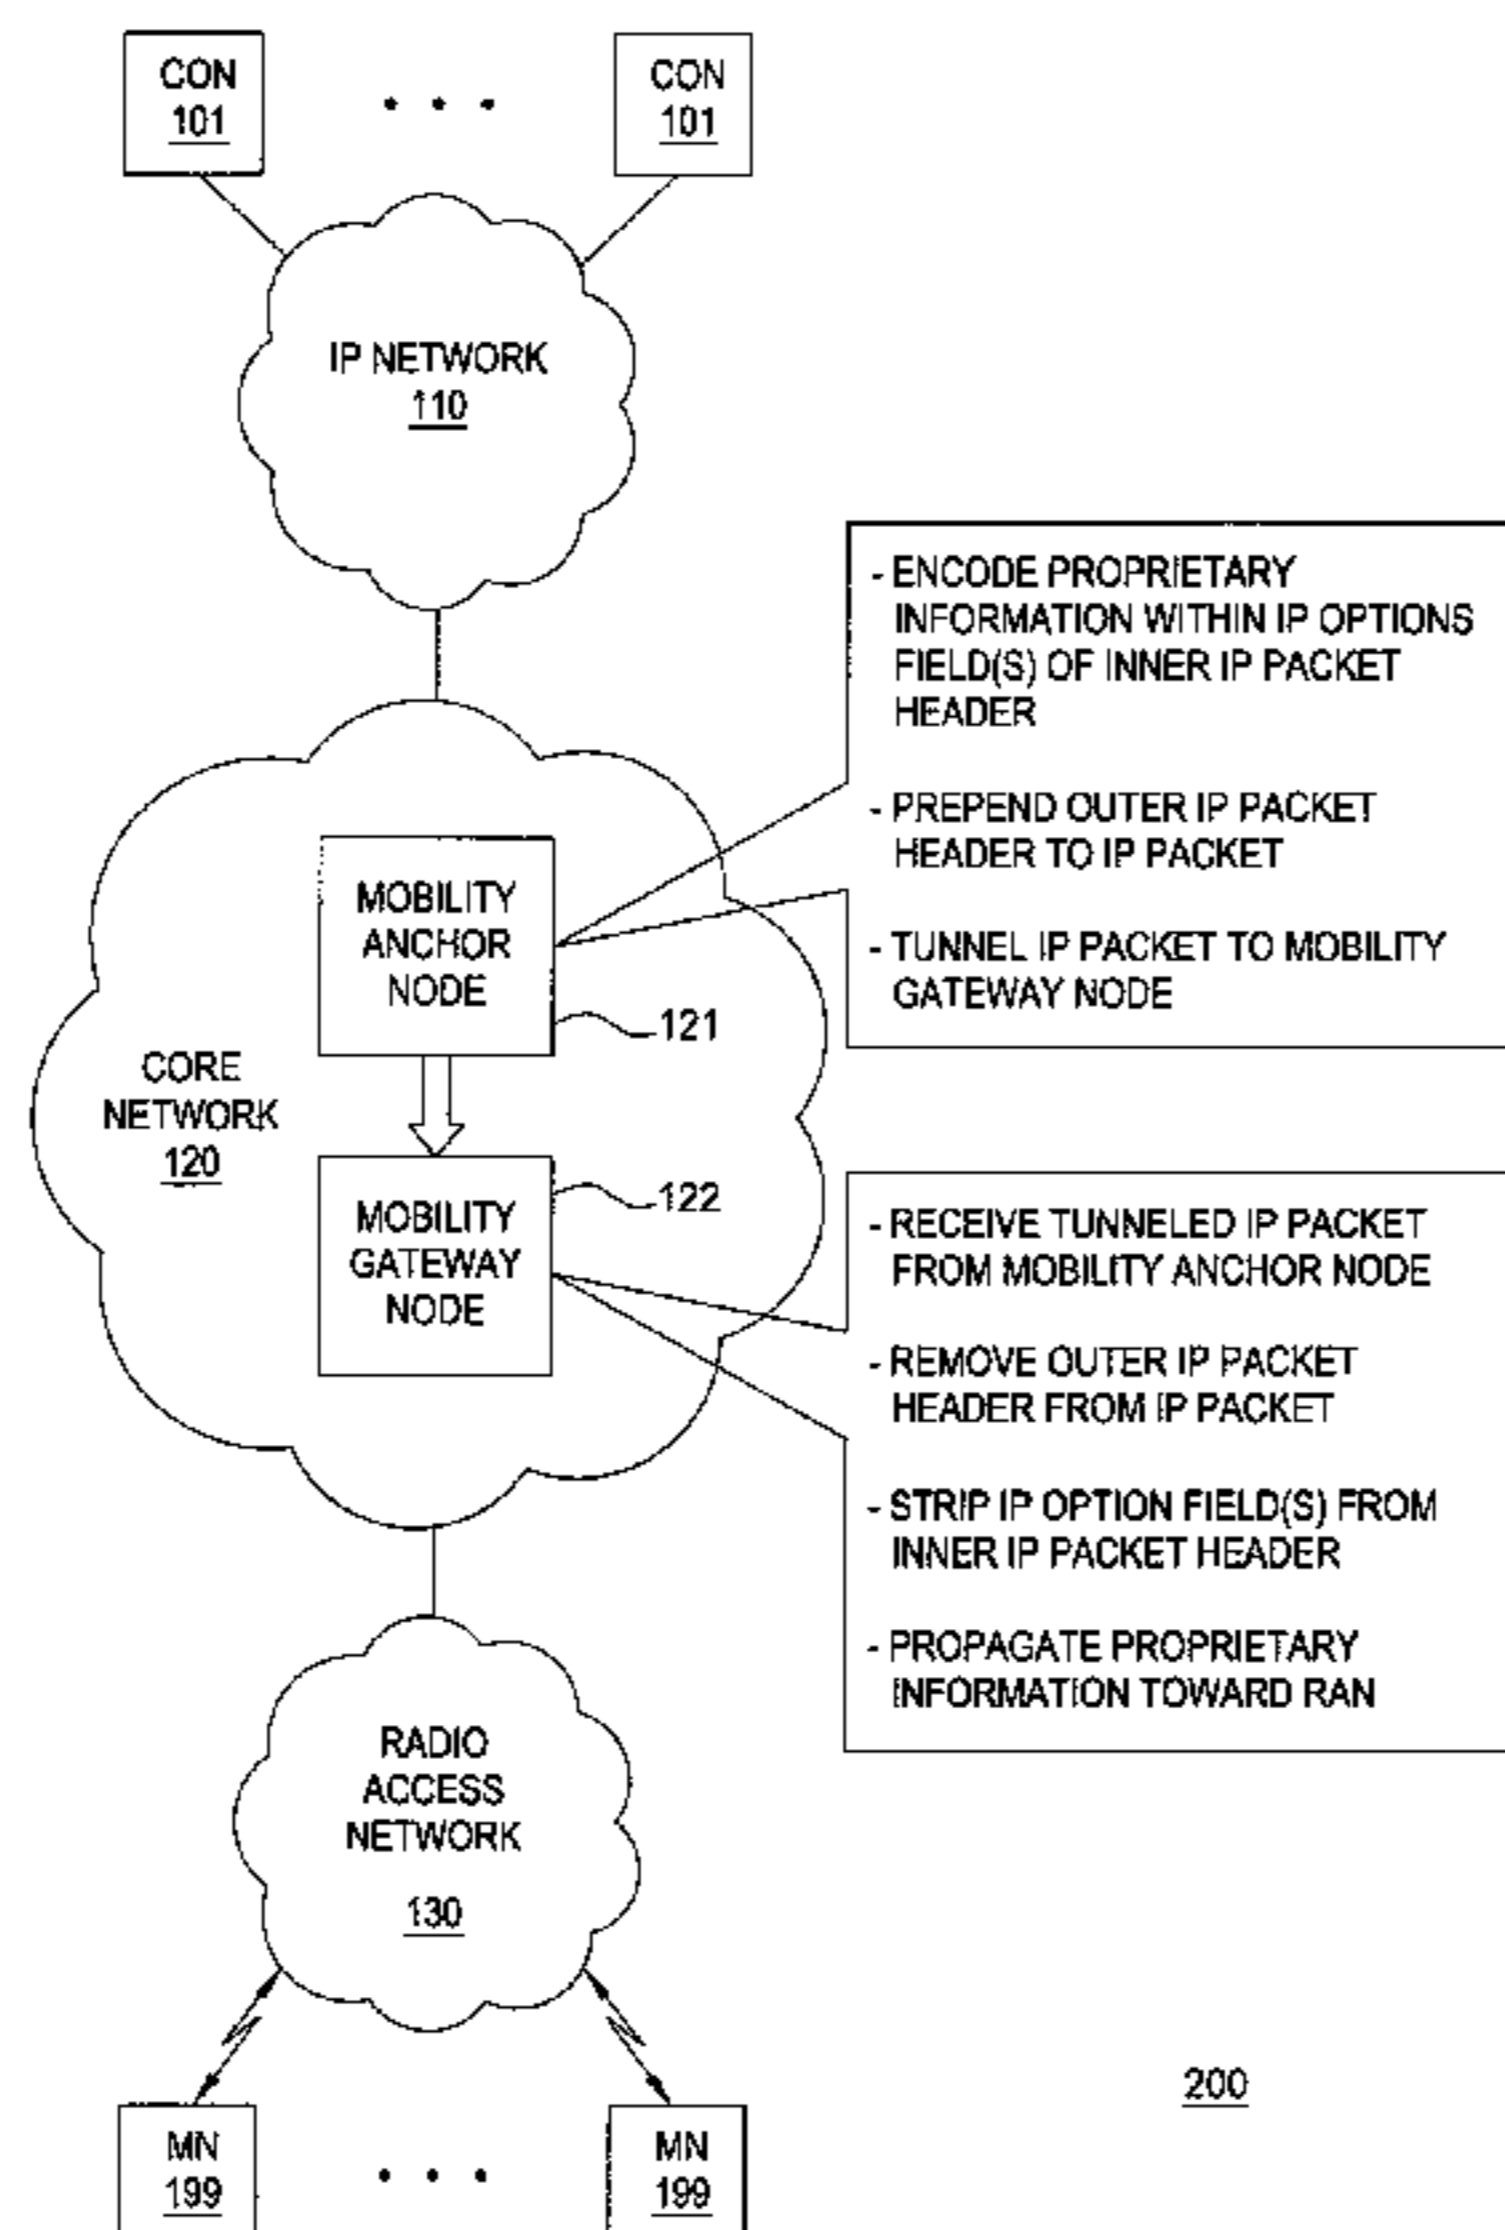 CON
101
CON
101
IP NETWORK
110
- ENCODE PROPRIETARY
INFORMATION WITHIN IP OPTIONS
FIELD(S) OF INNER IP PACKET
HEADER
- PREPEND OUTER IP PACKET
HEADER TO IP PACKET
- TUNNEL IP PACKET TO MOBILITY
GATEWAY NODE
MOBILITY
ANCHOR
NODE
121
CORE
NETWORK
120
MOBILITY
GATEWAY
NODE
122
- RECEIVE TUNNELED IP PACKET
FROM MOBILITY ANCHOR NODE
- REMOVE OUTER IP PACKET
HEADER FROM IP PACKET
- STRIP IP OPTION FIELD(S) FROM
INNER IP PACKET HEADER
- PROPAGATE PROPRIETARY
INFORMATION TOWARD RAN
RADIO
ACCESS
NETWORK
130
MN
199
MN
199
200